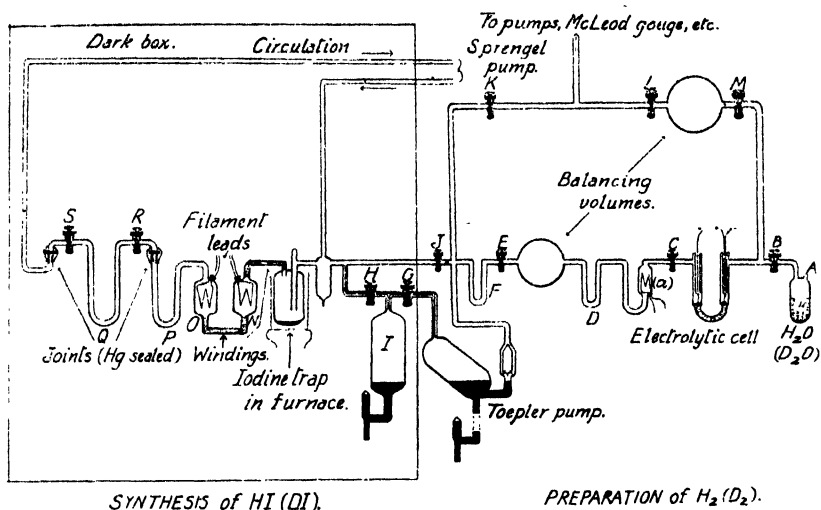 To pumps, McLeod gauge, etc.
Dark box.
Circulation
Sprengel
pump.
K
L
M
Balancing
volumes.
S
R
Filament
leads
J
E
C
B
A
H
G
F
D
(a)
O
N
Q
P
I
Joints (Hg sealed)
Windings.
Iodine trap
in furnace.
Electrolytic cell
H₂O
(D₂O)
Toepler pump.
SYNTHESIS of HI (DI).
PREPARATION of H₂ (D₂).